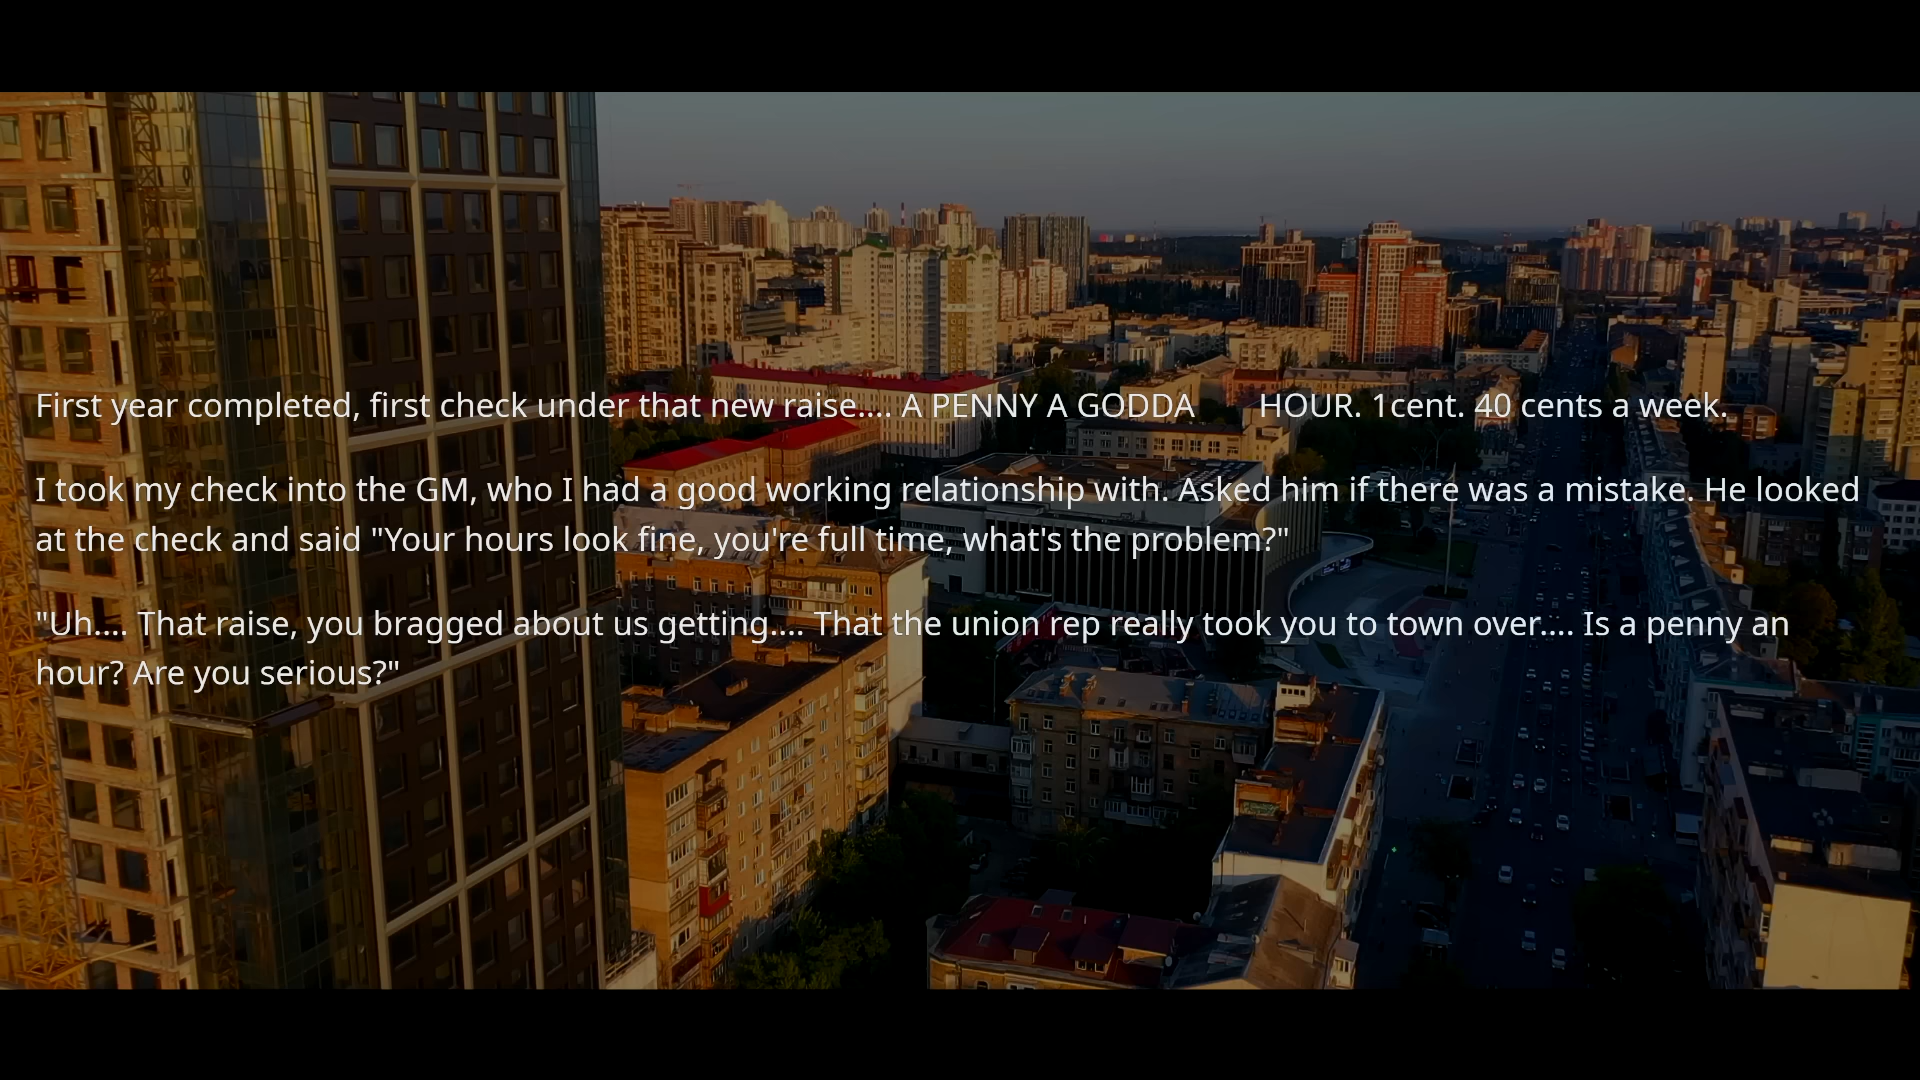 First year completed, first check under that new raise.... A PENNY A GODDA HOUR. 1cent. 40 cents a week.
I took my check into the GM, who I had a good working relationship with. Asked him if there was a mistake. He looked
at the check and said "Your hours look fine, you're full time, what's the problem?"
"Uh.... That raise, you bragged about us getting.... That the union rep really took you to town over.... Is a penny an
hour? Are you serious?"